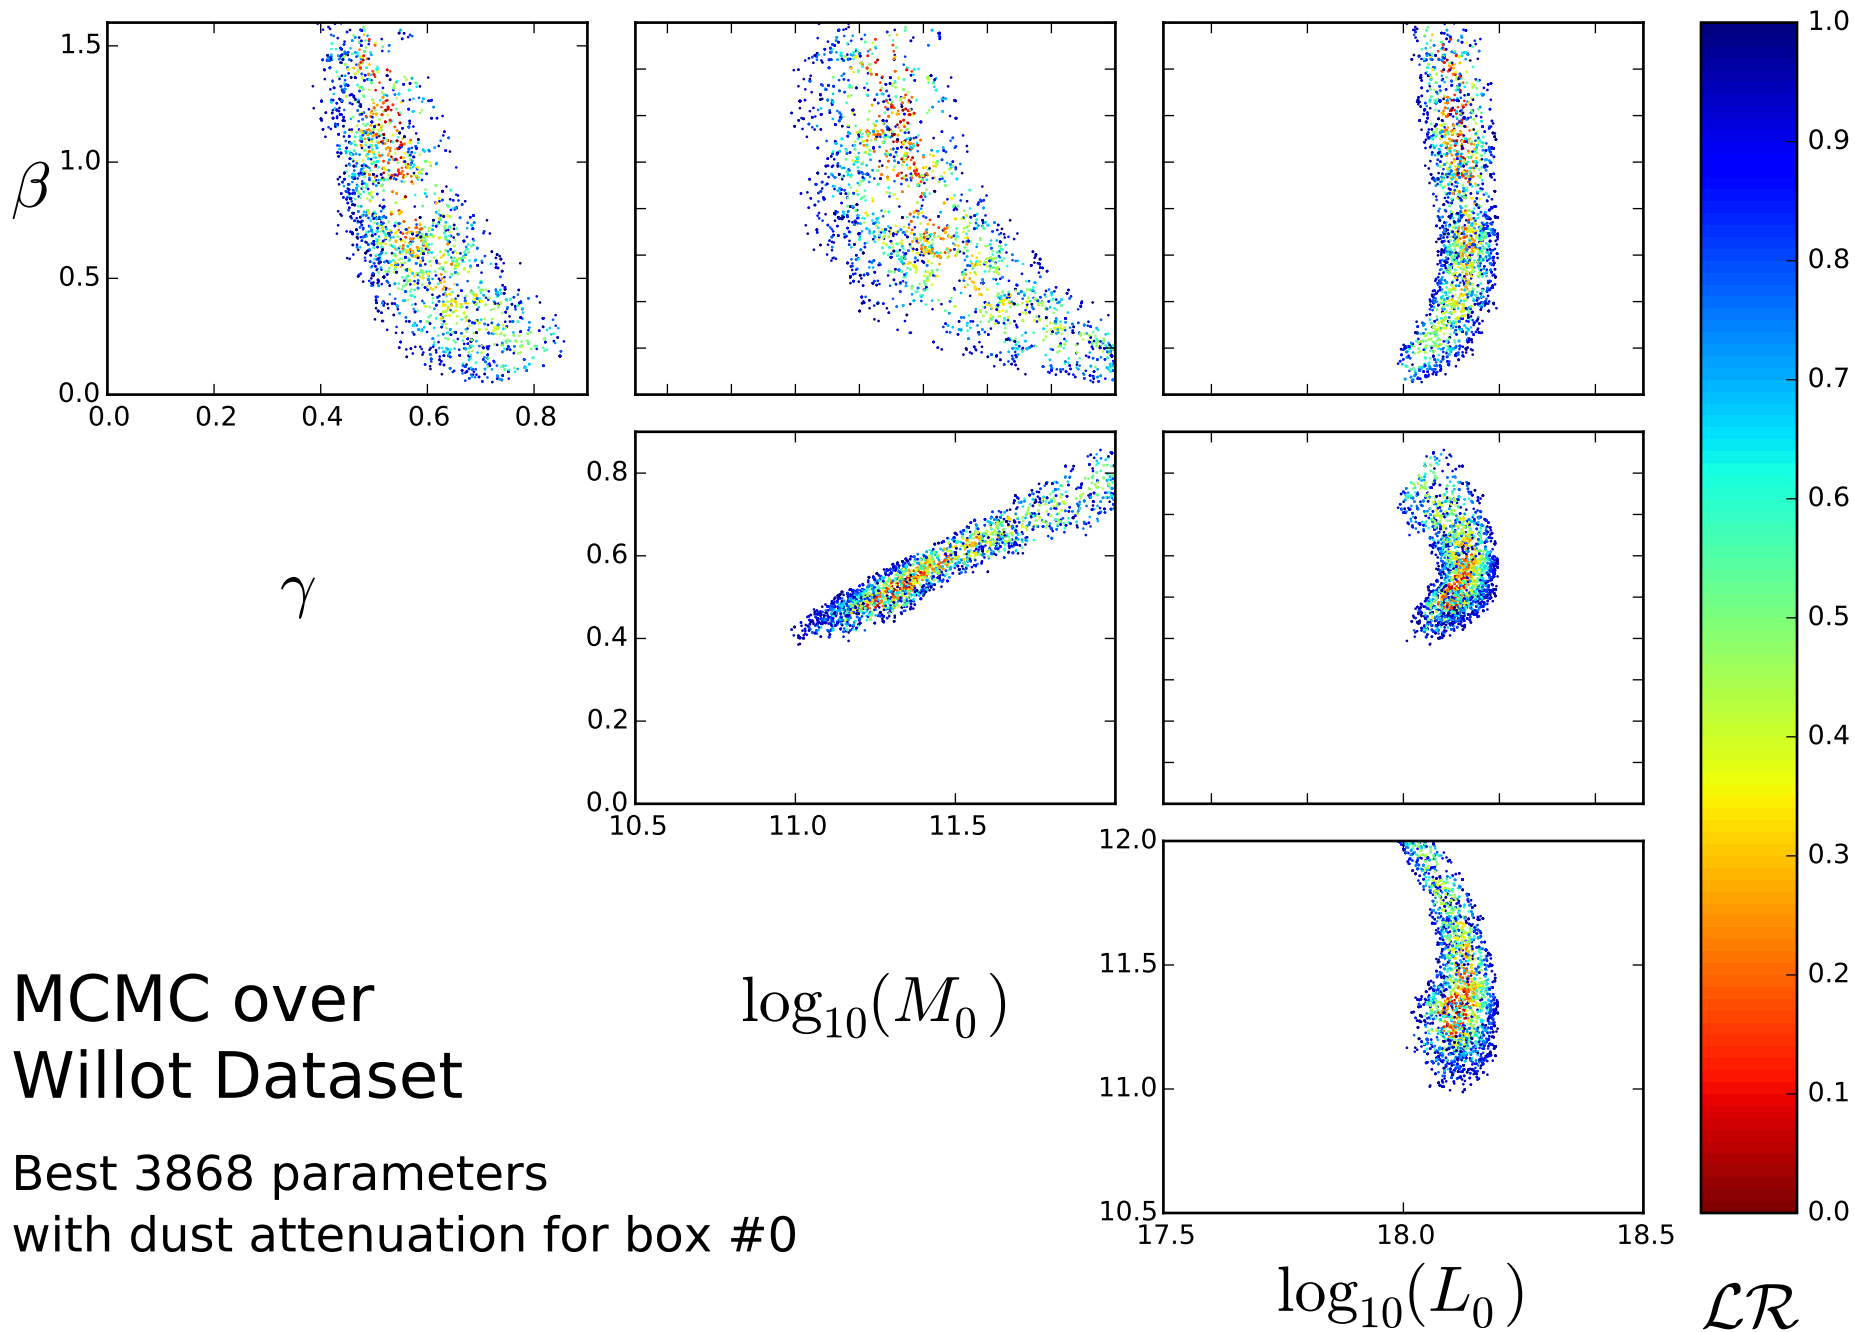 1.5
1.0
0.5
0.0
β
0.0 0.2 0.4 0.6 0.8
γ
0.8
0.6
0.4
0.2
0.0
10.5 11.0 11.5
log₁₀(M₀)
12.0
11.5
11.0
10.5
17.5 18.0 18.5
log₁₀(L₀)
1.0
0.9
0.8
0.7
0.6
0.5
0.4
0.3
0.2
0.1
0.0
ℒℛ
MCMC over
Willot Dataset
Best 3868 parameters
with dust attenuation for box #0